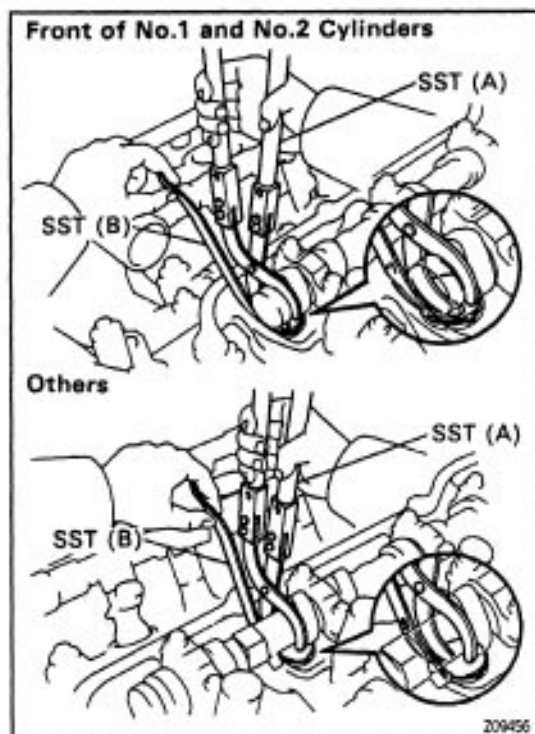 Front of No.1 and No.2 Cylinders
SST (A)
SST (B)
Others
SST (A)
SST (B)
Z09456